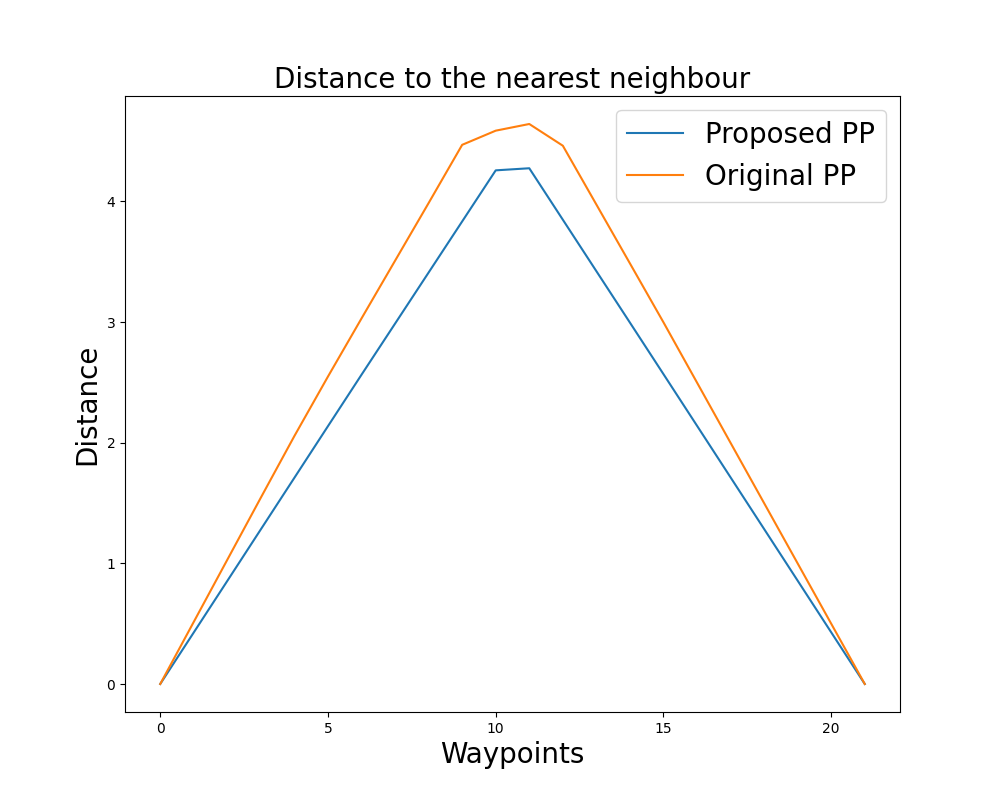 Distance to the nearest neighbour
Proposed PP
Original PP
Distance
4
3
2
1
0
0 5 10 15 20
Waypoints